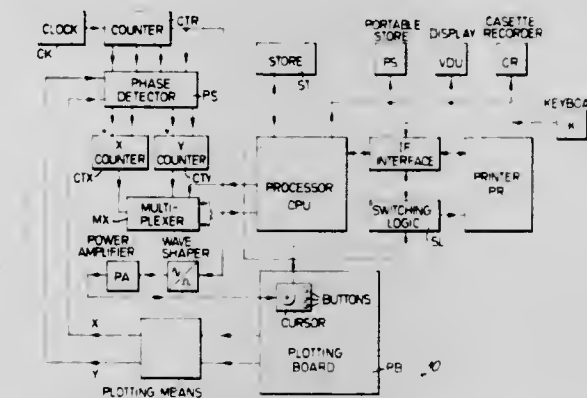 CLOCK
CK
COUNTER
CTR
PHASE
DETECTOR
PS
X
COUNTER
CTX
Y
COUNTER
CTY
MULTI-
PLEXER
MX
POWER
AMPLIFIER
PA
WAVE
SHAPER
X
Y
PLOTTING MEANS
STORE
ST
PROCESSOR
CPU
CURSOR
BUTTONS
PLOTTING
BOARD
PB
PORTABLE
STORE
PS
DISPLAY
VDU
CASETTE
RECORDER
CR
KEYBOA
K
IF
INTERFACE
SWITCHING
LOGIC
SL
PRINTER
PR